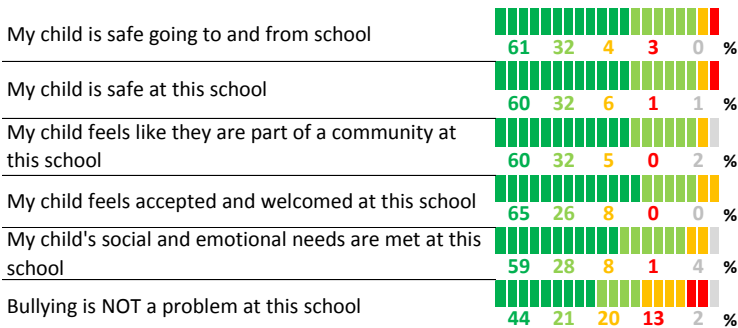 My child is safe going to and from school
61 32 4 3 0 %
My child is safe at this school
60 32 6 1 1 %
My child feels like they are part of a community at
this school
60 32 5 0 2 %
My child feels accepted and welcomed at this school
65 26 8 0 0 %
My child's social and emotional needs are met at this
school
59 28 8 1 4 %
Bullying is NOT a problem at this school
44 21 20 13 2 %